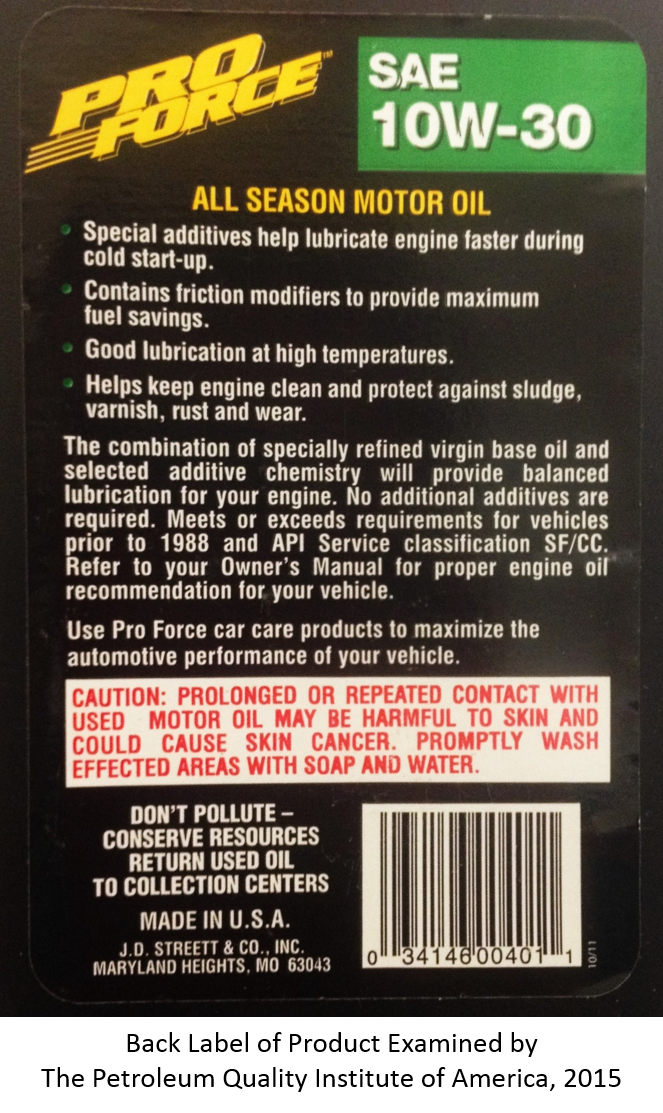 PRO
FORCE™
SAE
10W-30
ALL SEASON MOTOR OIL
• Special additives help lubricate engine faster during
cold start-up.
• Contains friction modifiers to provide maximum
fuel savings.
• Good lubrication at high temperatures.
• Helps keep engine clean and protect against sludge,
varnish, rust and wear.
The combination of specially refined virgin base oil and
selected additive chemistry will provide balanced
lubrication for your engine. No additional additives are
required. Meets or exceeds requirements for vehicles
prior to 1988 and API Service classification SF/CC.
Refer to your Owner's Manual for proper engine oil
recommendation for your vehicle.
Use Pro Force car care products to maximize the
automotive performance of your vehicle.
CAUTION: PROLONGED OR REPEATED CONTACT WITH
USED MOTOR OIL MAY BE HARMFUL TO SKIN AND
COULD CAUSE SKIN CANCER. PROMPTLY WASH
EFFECTED AREAS WITH SOAP AND WATER.
DON'T POLLUTE –
CONSERVE RESOURCES
RETURN USED OIL
TO COLLECTION CENTERS
MADE IN U.S.A.
J.D. STREETT & CO., INC.
MARYLAND HEIGHTS, MO 63043
0 34146 00401 1
10/11
Back Label of Product Examined by
The Petroleum Quality Institute of America, 2015